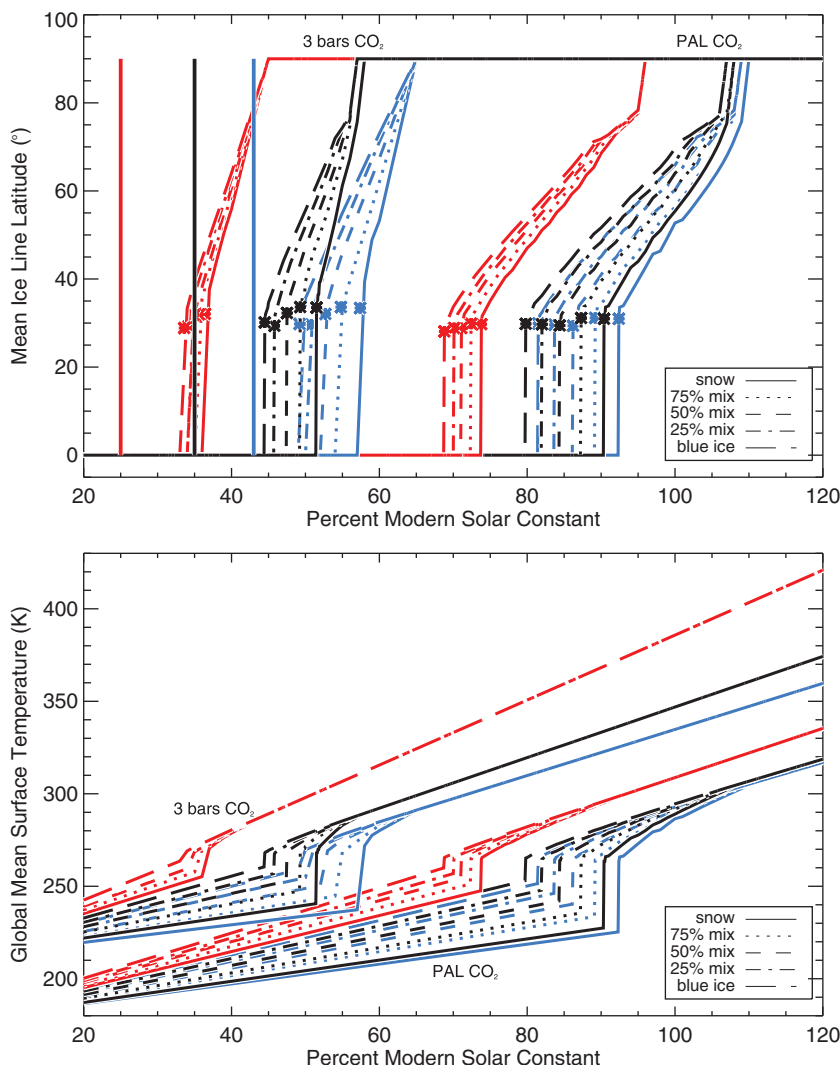 3 bars CO₂
PAL CO₂
100
80
60
40
20
0
Mean Ice Line Latitude (°)
snow
75% mix
50% mix
25% mix
blue ice
20 40 60 80 100 120
Percent Modern Solar Constant
400
350
300
250
200
Global Mean Surface Temperature (K)
3 bars CO₂
PAL CO₂
snow
75% mix
50% mix
25% mix
blue ice
20 40 60 80 100 120
Percent Modern Solar Constant